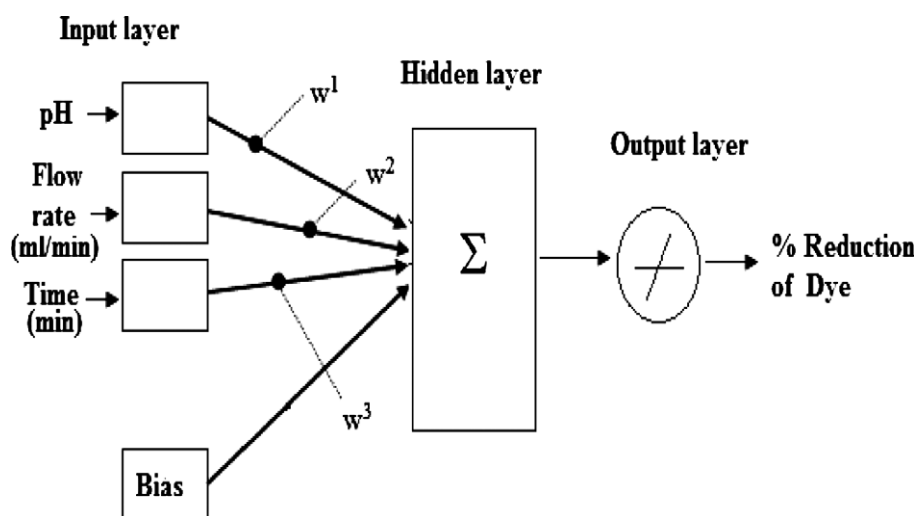 Input layer
pH
Flow
rate
(ml/min)
Time
(min)
Bias
w1
w2
w3
Hidden layer
Σ
Output layer
% Reduction
of Dye